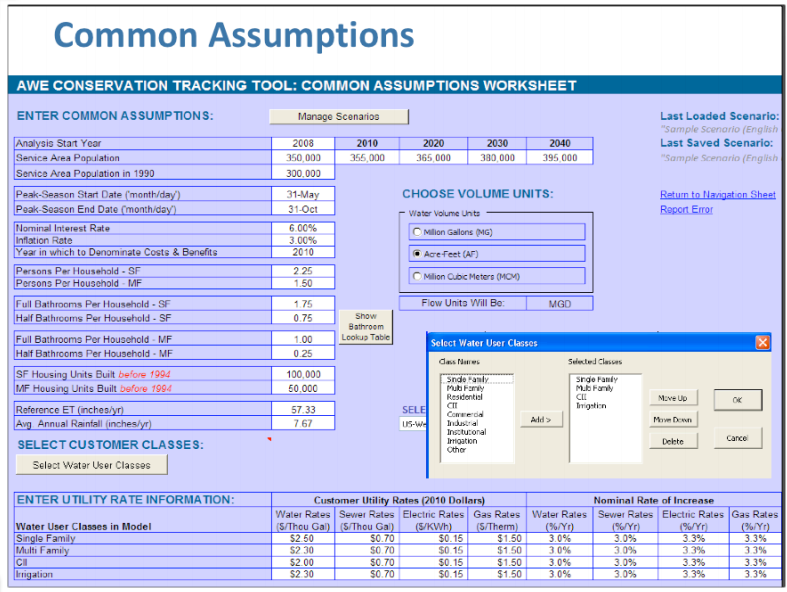 Common Assumptions
AWE CONSERVATION TRACKING TOOL: COMMON ASSUMPTIONS WORKSHEET
ENTER COMMON ASSUMPTIONS: Manage Scenarios Last Loaded Scenario:
"Sample Scenario (English
Analysis Start Year 2008 2010 2020 2030 2040 Last Saved Scenario:
Service Area Population 350,000 355,000 365,000 380,000 395,000 "Sample Scenario (English
Service Area Population in 1990 300,000
Peak-Season Start Date ('month/day') 31-May CHOOSE VOLUME UNITS: Return to Navigation Sheet
Peak-Season End Date ('month/day') 31-Oct Water Volume Units Report Error
Nominal Interest Rate 6.00% Million Gallons (MG)
Inflation Rate 3.00%
Year in which to Denominate Costs & Benefits 2010 Acre-Feet (AF)
Persons Per Household - SF 2.25 Million Cubic Meters (MCM)
Persons Per Household - MF 1.50
Full Bathrooms Per Household - SF 1.75 Flow Units Will Be: MGD
Half Bathrooms Per Household - SF 0.75 Show Bathroom Lookup Table
Full Bathrooms Per Household - MF 1.00
Half Bathrooms Per Household - MF 0.25
SF Housing Units Built before 1994 100,000
MF Housing Units Built before 1994 50,000
Reference ET (inches/yr) 57.33 SELE
Avg. Annual Rainfall (inches/yr) 7.67 US-We
Select Water User Classes
Class Names Selected Classes
Single Family Single Family
Multi Family Multi Family
Residential CII
CII Irrigation
Commercial
Industrial
Institutional
Irrigation
Other
Add >
Move Up OK
Move Down
Delete Cancel
SELECT CUSTOMER CLASSES:
Select Water User Classes
ENTER UTILITY RATE INFORMATION: Customer Utility Rates (2010 Dollars) Nominal Rate of Increase
Water Rates Sewer Rates Electric Rates Gas Rates Water Rates Sewer Rates Electric Rates Gas Rates
Water User Classes in Model ($/Thou Gal) ($/Thou Gal) ($/KWh) ($/Therm) (%/Yr) (%/Yr) (%/Yr) (%/Yr)
Single Family $2.50 $0.70 $0.15 $1.50 3.0% 3.0% 3.3% 3.3%
Multi Family $2.30 $0.70 $0.15 $1.50 3.0% 3.0% 3.3% 3.3%
CII $2.00 $0.70 $0.15 $1.50 3.0% 3.0% 3.3% 3.3%
Irrigation $2.30 $0.70 $0.15 $1.50 3.0% 3.0% 3.3% 3.3%